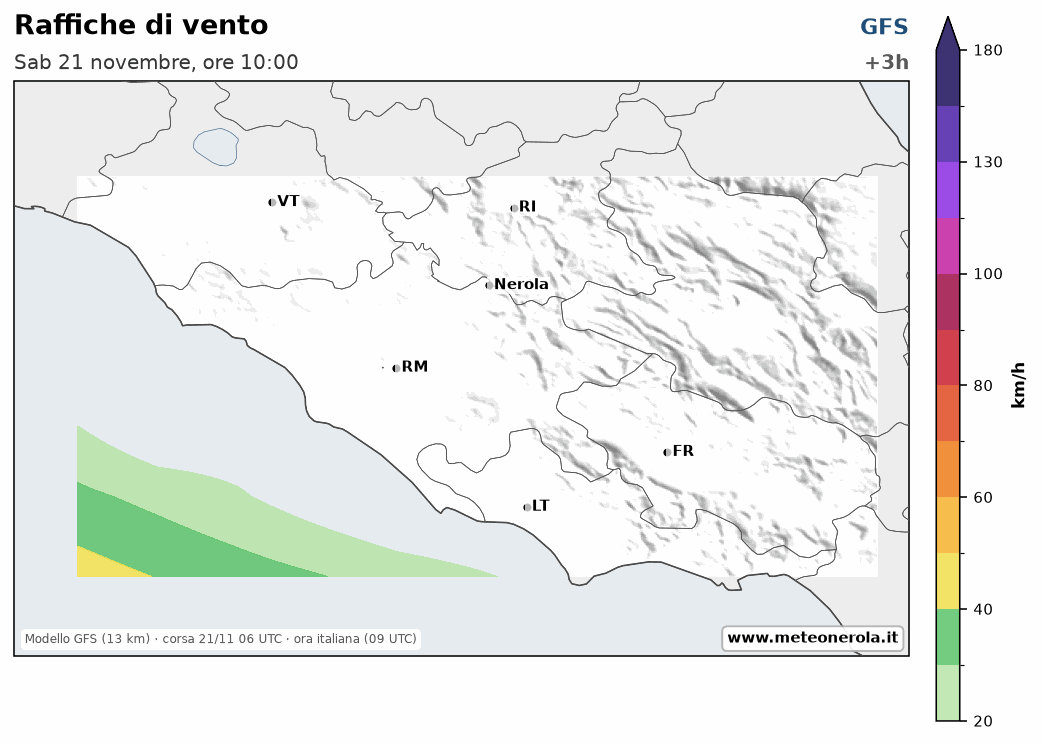 Raffiche di vento
GFS
Sab 21 novembre, ore 10:00
+3h
180
130
100
80
60
40
20
km/h
VT
RI
Nerola
RM
FR
LT
Modello GFS (13 km) · corsa 21/11 06 UTC · ora italiana (09 UTC)
www.meteonerola.it